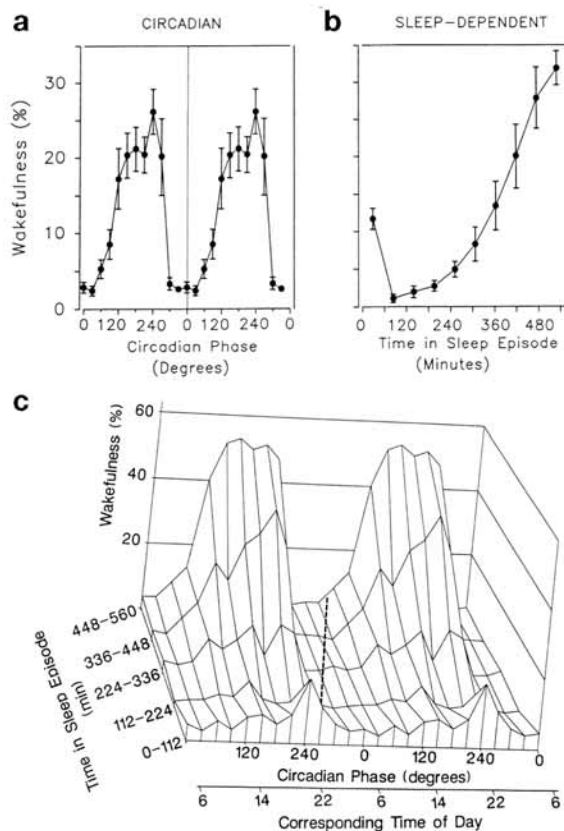 a CIRCADIAN
b SLEEP-DEPENDENT
Wakefulness (%)
30
20
10
0
0 120 240 0 120 240 0
Circadian Phase
(Degrees)
0 120 240 360 480
Time in Sleep Episode
(Minutes)
c
Wakefulness (%)
60
40
20
448-560
336-448
224-336
112-224
0-112
Time in Sleep Episode
(min)
120 240 0 120 240 0
Circadian Phase (degrees)
6 14 22 6 14 22 6
Corresponding Time of Day